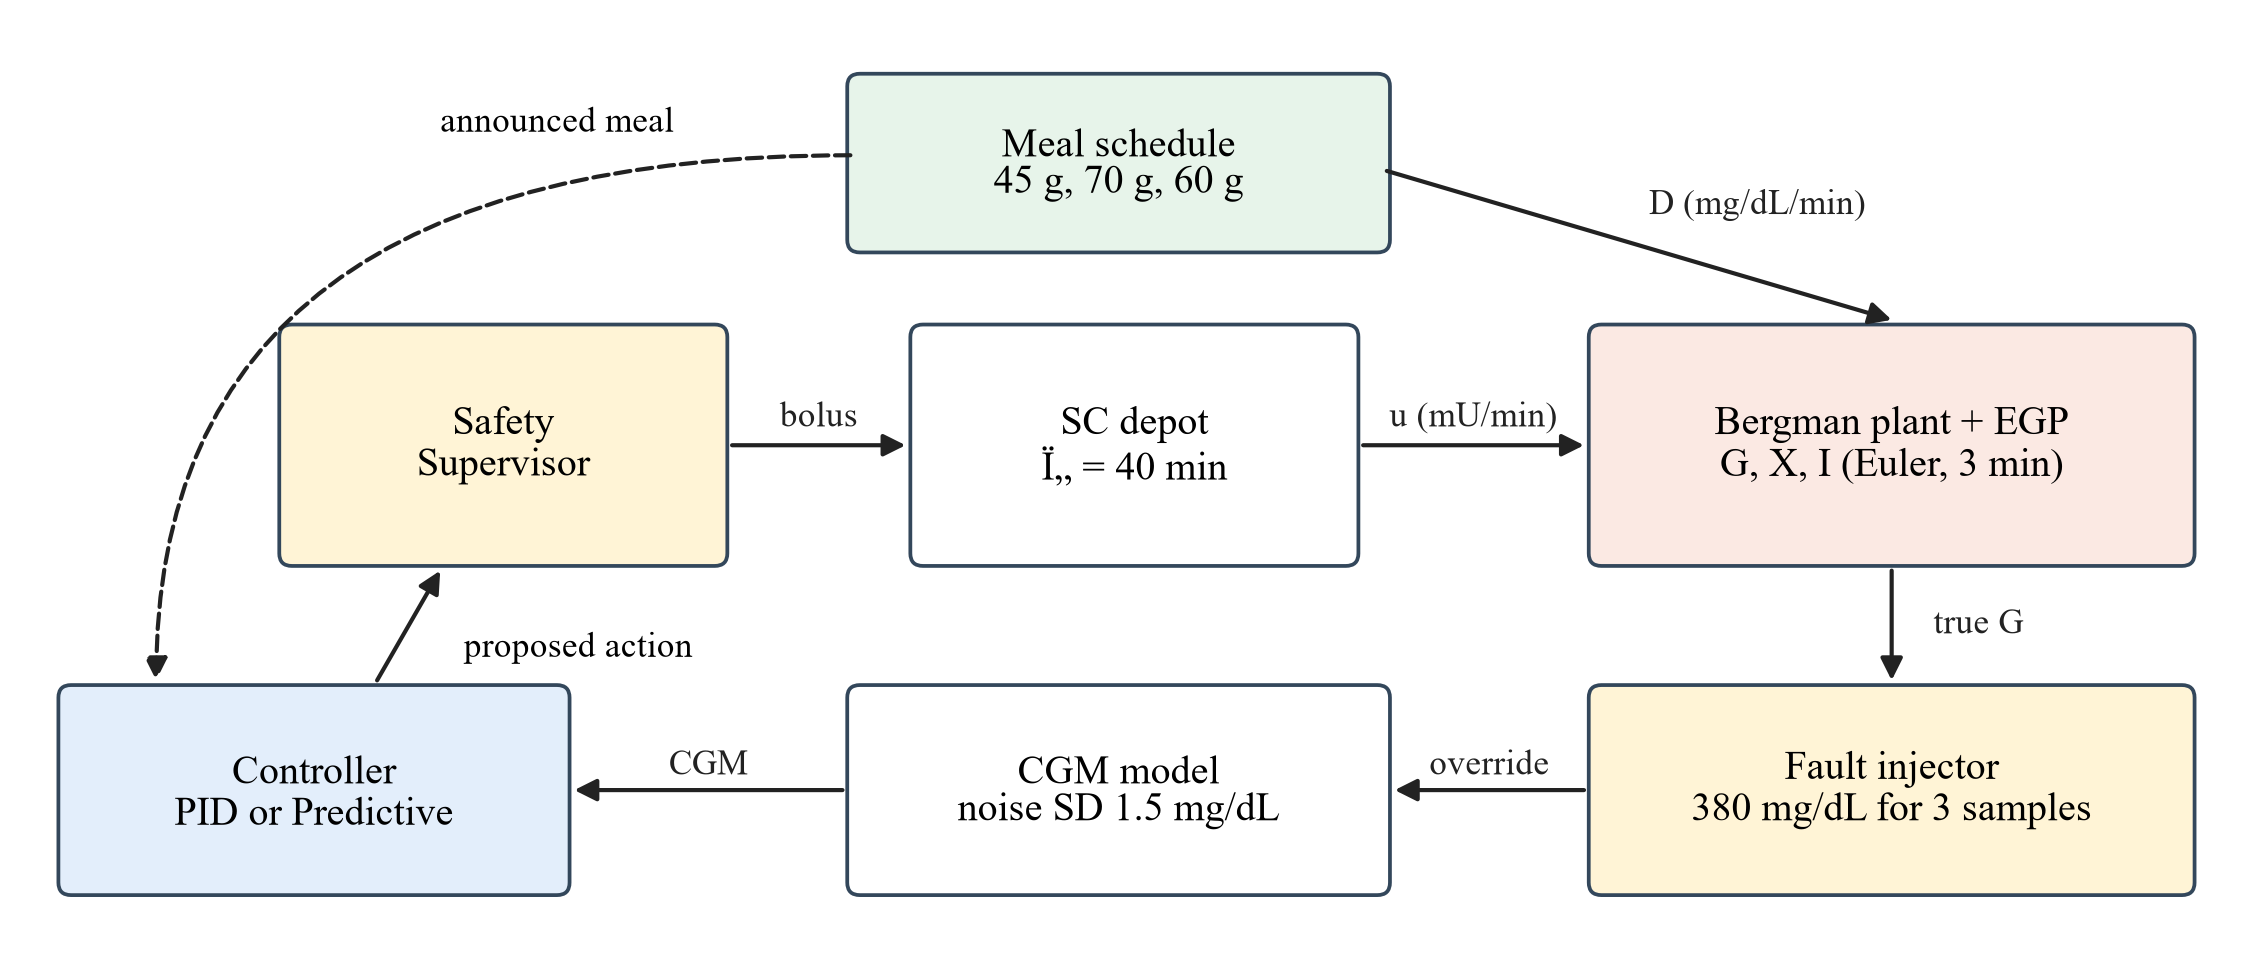 announced meal
Meal schedule
45 g, 70 g, 60 g
D (mg/dL/min)
Safety
Supervisor
bolus
SC depot
Ï„ = 40 min
u (mU/min)
Bergman plant + EGP
G, X, I (Euler, 3 min)
true G
proposed action
Controller
PID or Predictive
CGM
CGM model
noise SD 1.5 mg/dL
override
Fault injector
380 mg/dL for 3 samples